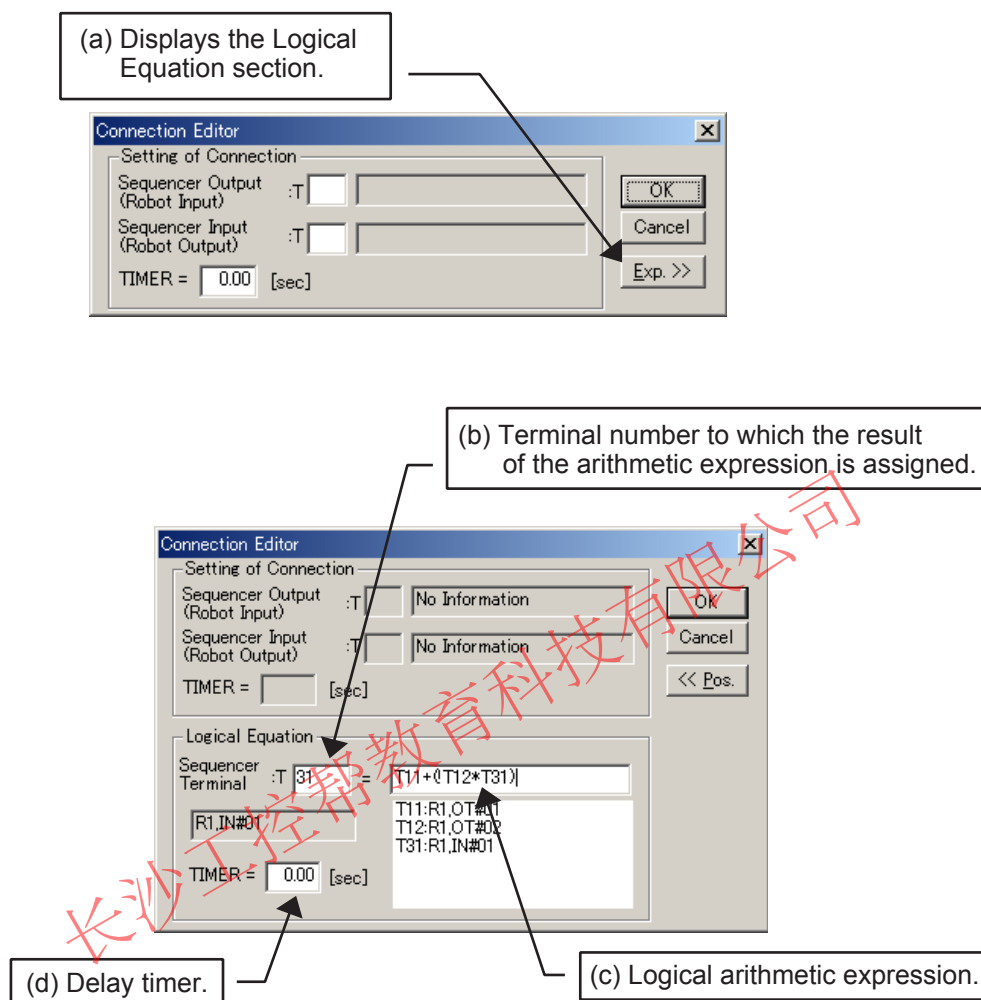 (a) Displays the Logical
Equation section.
Connection Editor
Setting of Connection
Sequencer Output
(Robot Input)
:T
Sequencer Input
(Robot Output)
:T
TIMER = 0.00 [sec]
OK
Cancel
Exp. >>
(b) Terminal number to which the result
of the arithmetic expression is assigned.
Connection Editor
Setting of Connection
Sequencer Output
(Robot Input)
:T No Information
Sequencer Input
(Robot Output)
:T No Information
TIMER = [sec]
OK
Cancel
<< Pos.
Logical Equation
Sequencer
Terminal
:T 31 = T11+(!T12*T31)
R1,IN#01
T11:R1,OT#01
T12:R1,OT#02
T31:R1,IN#01
TIMER = 0.00 [sec]
(d) Delay timer.
(c) Logical arithmetic expression.
长沙工控帮教育科技有限公司